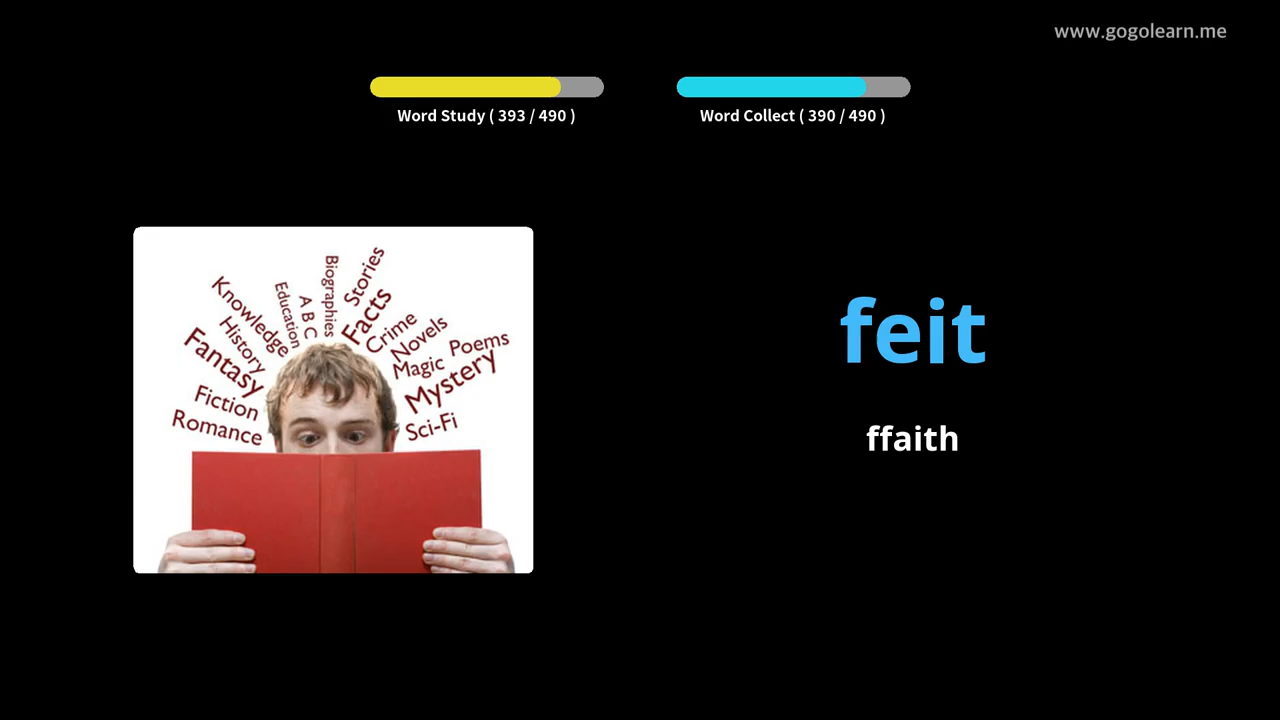 www.gogolearn.me
Word Study ( 393 / 490 )
Word Collect ( 390 / 490 )
Stories
Biographies
Facts
A B C
Education
Knowledge
Crime
Novels
History
Poems
Magic
Fantasy
Mystery
Fiction
Sci-Fi
Romance
feit
ffaith